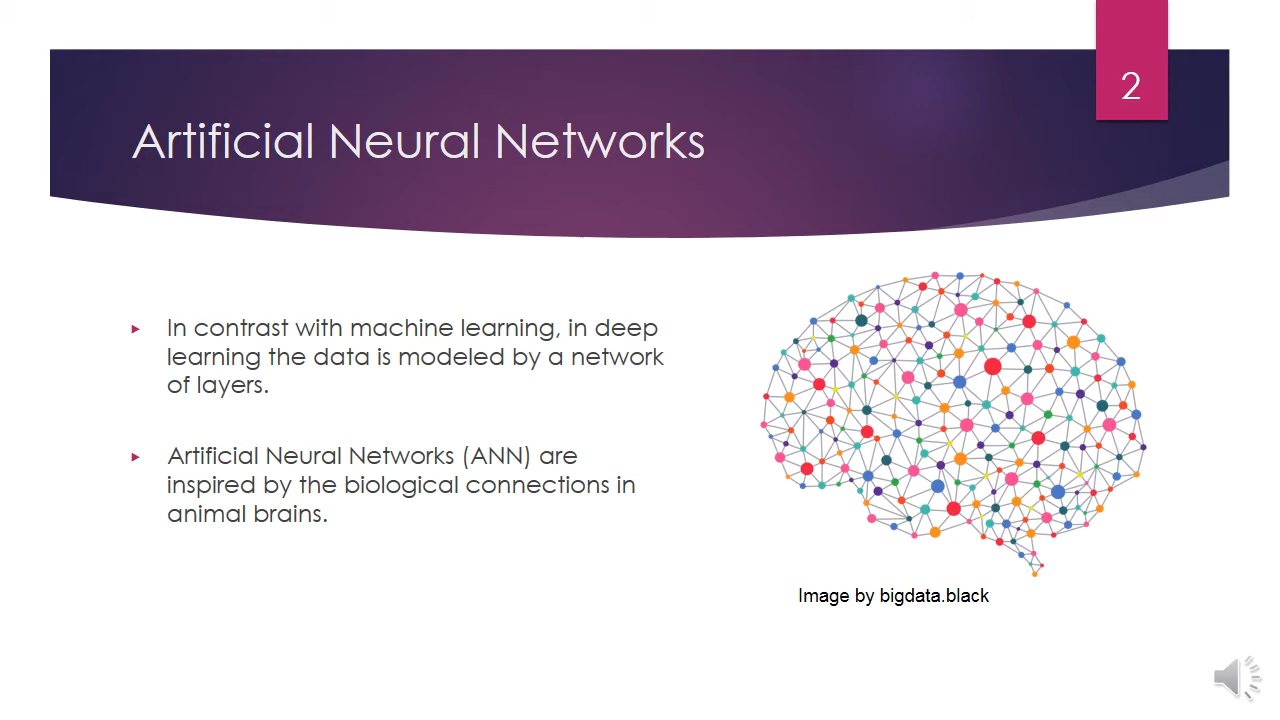 2
Artificial Neural Networks
In contrast with machine learning, in deep
learning the data is modeled by a network
of layers.
Artificial Neural Networks (ANN) are
inspired by the biological connections in
animal brains.
Image by bigdata.black